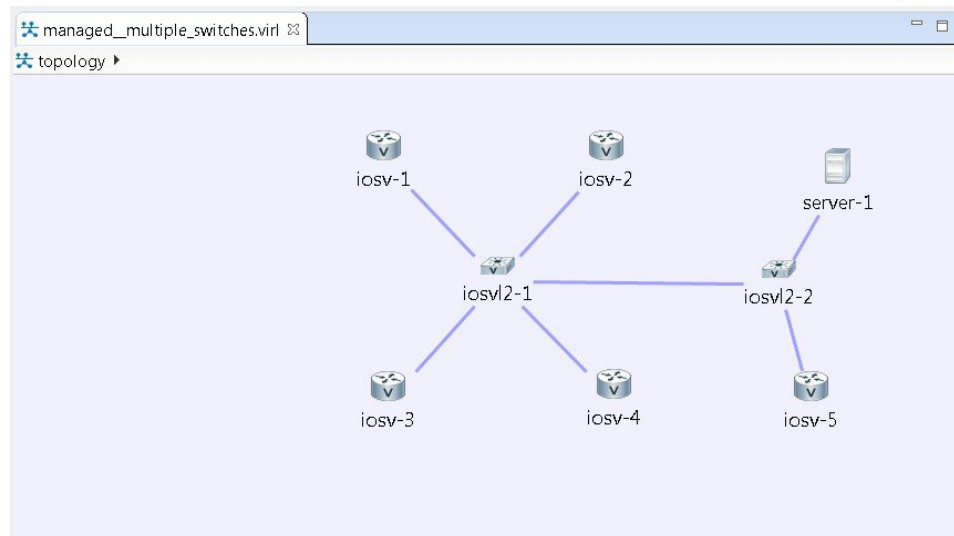 managed__multiple_switches.virl
topology
iosv-1
iosv-2
server-1
iosvl2-1
iosvl2-2
iosv-3
iosv-4
iosv-5